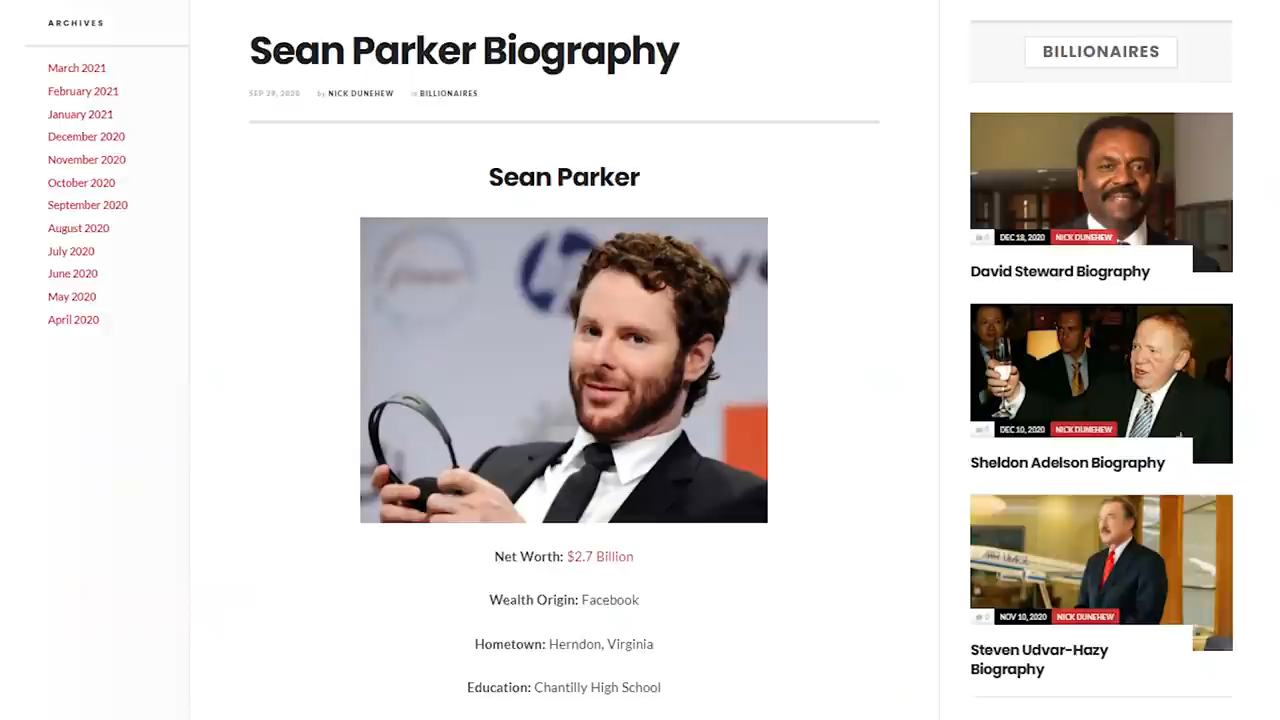 ARCHIVES
March 2021
February 2021
January 2021
December 2020
November 2020
October 2020
September 2020
August 2020
July 2020
June 2020
May 2020
April 2020
Sean Parker Biography
SEP 29, 2020 by NICK DUNEHEW in BILLIONAIRES
Sean Parker
Net Worth: $2.7 Billion
Wealth Origin: Facebook
Hometown: Herndon, Virginia
Education: Chantilly High School
BILLIONAIRES
DEC 18, 2020 NICK DUNEHEW
David Steward Biography
DEC 10, 2020 NICK DUNEHEW
Sheldon Adelson Biography
NOV 10, 2020 NICK DUNEHEW
Steven Udvar-Hazy
Biography